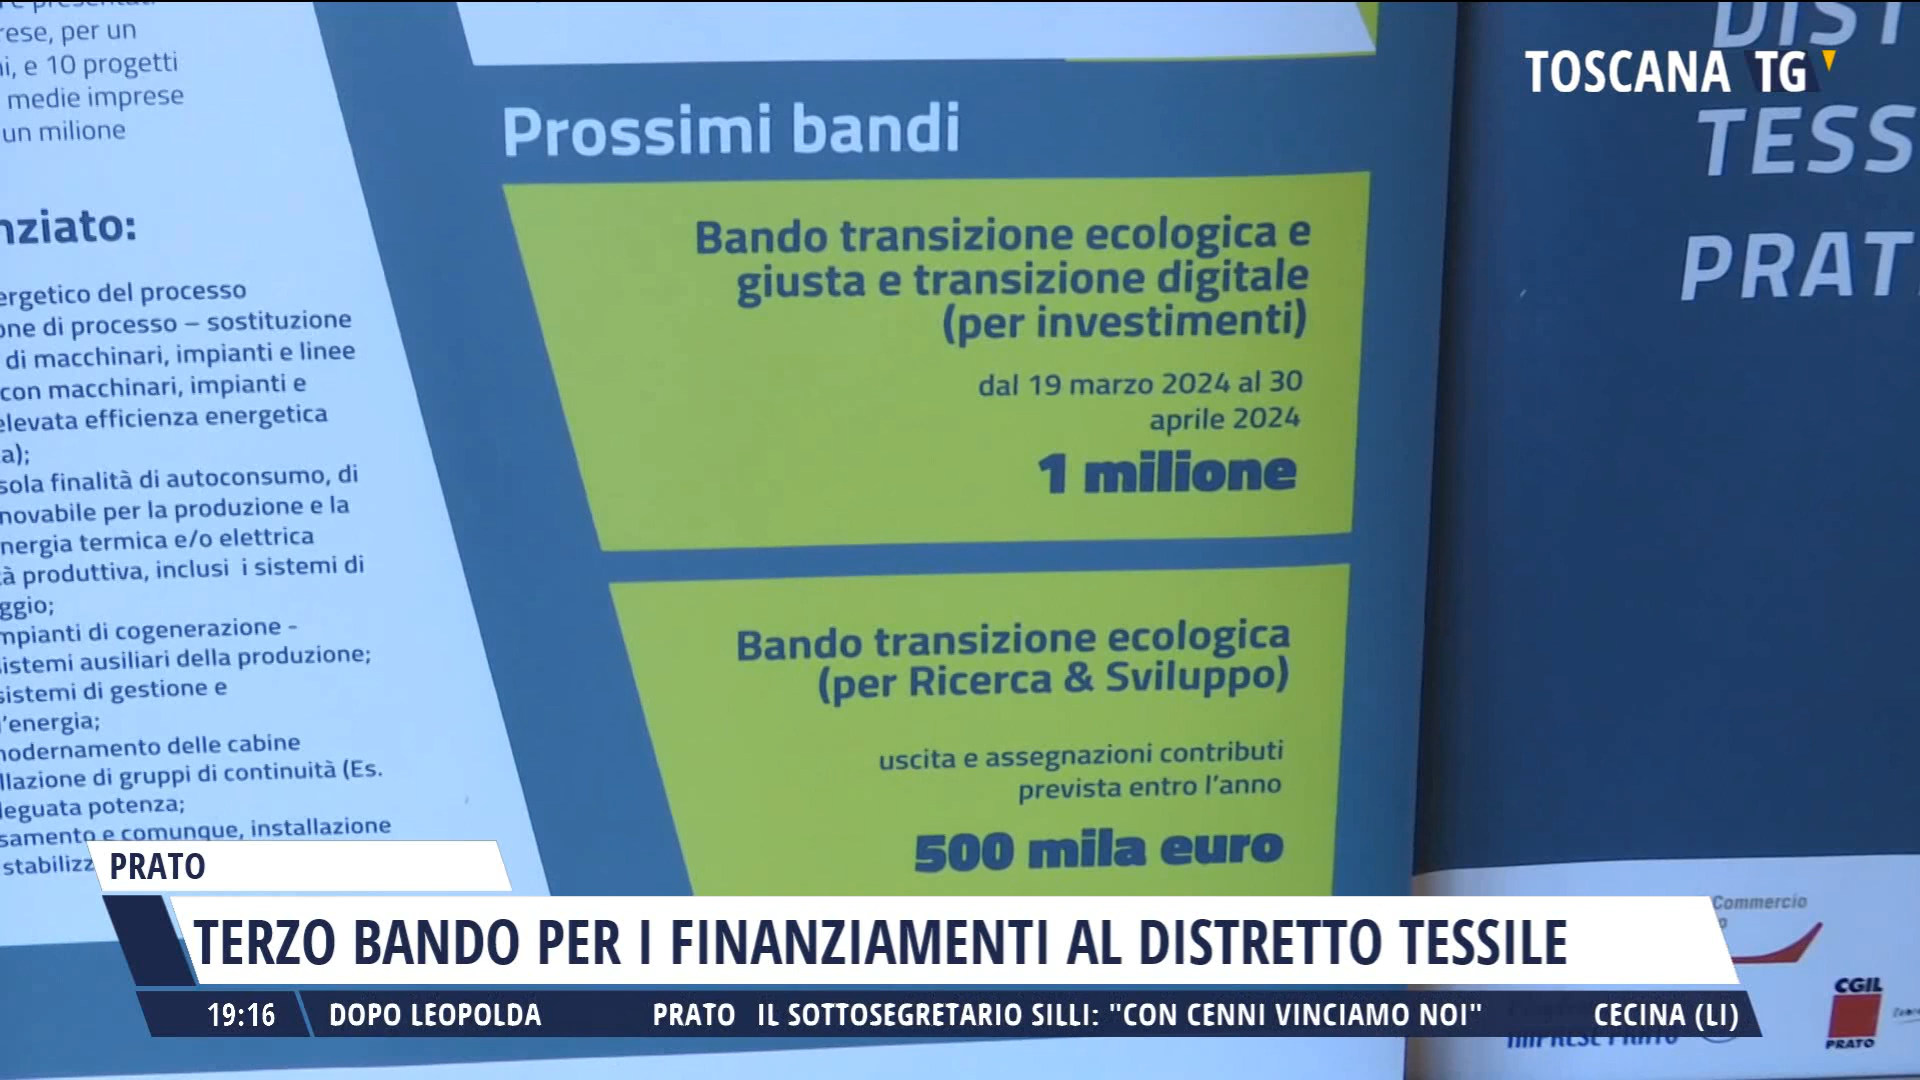 rese, per un
e 10 progetti
medie imprese
un milione
nziato:
ergetico del processo
one di processo – sostituzione
di macchinari, impianti e linee
con macchinari, impianti e
elevata efficienza energetica
a);
sola finalità di autoconsumo, di
novabile per la produzione e la
nergia termica e/o elettrica
tà produttiva, inclusi i sistemi di
ggio;
mpianti di cogenerazione -
sistemi ausiliari della produzione;
sistemi di gestione e
l'energia;
modernamento delle cabine
llazione di gruppi di continuità (Es.
deguata potenza;
samento e comunque, installazione
stabilizz
Prossimi bandi
Bando transizione ecologica e
giusta e transizione digitale
(per investimenti)
dal 19 marzo 2024 al 30
aprile 2024
1 milione
Bando transizione ecologica
(per Ricerca & Sviluppo)
uscita e assegnazioni contributi
prevista entro l'anno
500 mila euro
DIST
TESS
PRAT
TOSCANA TG
Commercio
CGIL
PRATO
PRATO
TERZO BANDO PER I FINANZIAMENTI AL DISTRETTO TESSILE
19:16 DOPO LEOPOLDA PRATO IL SOTTOSEGRETARIO SILLI: "CON CENNI VINCIAMO NOI" CECINA (LI)